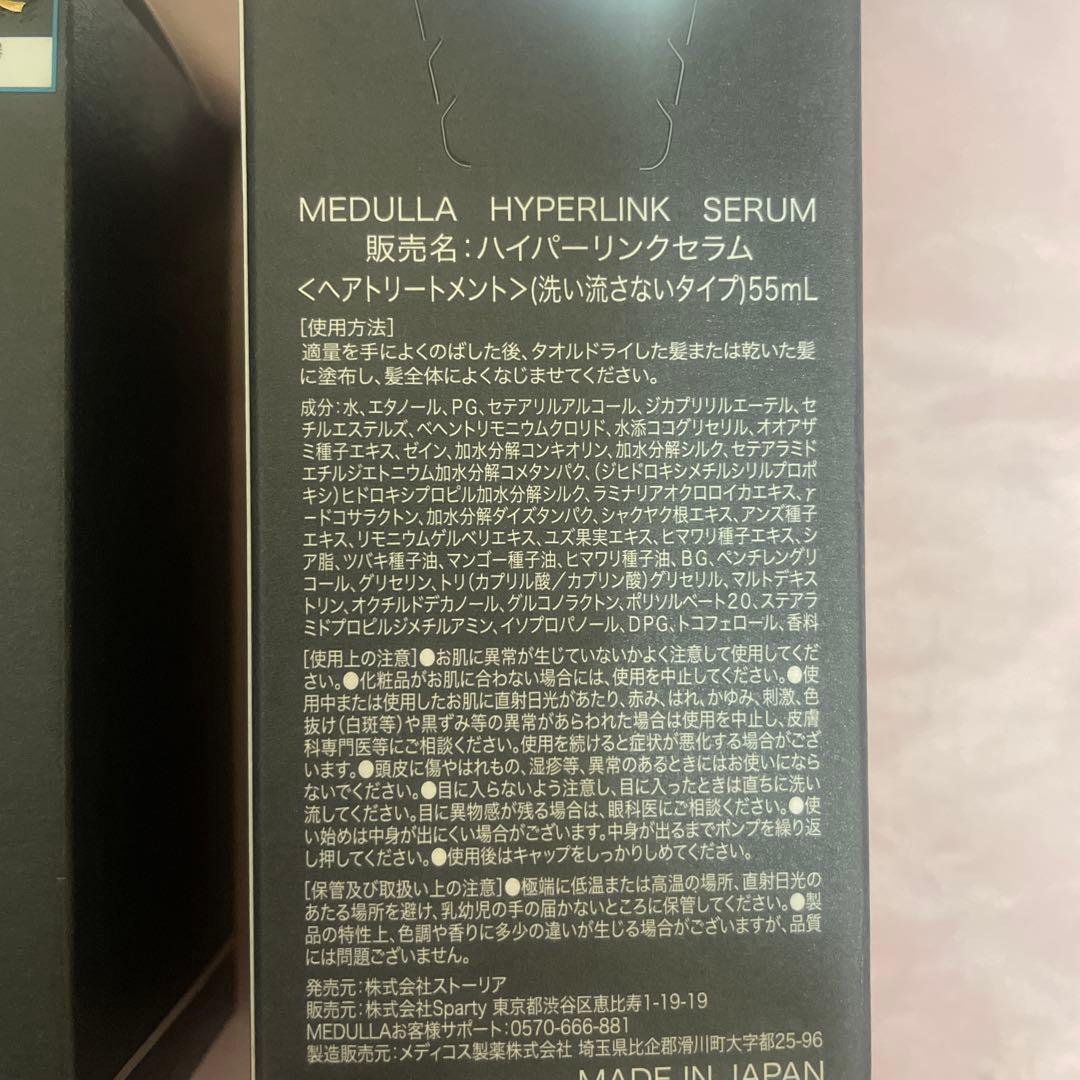 MEDULLA HYPERLINK SERUM
販売名:ハイパーリンクセラム
<ヘアトリートメント>(洗い流さないタイプ)55mL
[使用方法]
適量を手によくのばした後、タオルドライした髪または乾いた髪
に塗布し、髪全体によくなじませてください。
成分:水、エタノール、PG、セテアリルアルコール、ジカプリリルエーテル、セ
チルエステルズ、ベヘントリモニウムクロリド、水添ココグリセリル、オオアザ
ミ種子エキス、ゼイン、加水分解コンキオリン、加水分解シルク、セテアラミド
エチルジエトニウム加水分解コメタンパク、(ジヒドロキシメチルシリルプロポ
キシ)ヒドロキシプロピル加水分解シルク、ラミナリアオクロロイカエキス、γ
ードコサラクトン、加水分解ダイズタンパク、シャクヤク根エキス、アンズ種子
エキス、リモニウムゲルベリエキス、ユズ果実エキス、ヒマワリ種子エキス、シ
ア脂、ツバキ種子油、マンゴー種子油、ヒマワリ種子油、BG、ペンチレングリ
コール、グリセリン、トリ(カプリル酸/カプリン酸)グリセリル、マルトデキス
トリン、オクチルドデカノール、グルコノラクトン、ポリソルベート20、ステアラ
ミドプロピルジメチルアミン、イソプロパノール、DPG、トコフェロール、香料
[使用上の注意]●お肌に異常が生じていないかよく注意して使用してくだ
さい。●化粧品がお肌に合わない場合には、使用を中止してください。●使
用中または使用したお肌に直射日光があたり、赤み、はれ、かゆみ、刺激、色
抜け(白斑等)や黒ずみ等の異常があらわれた場合は使用を中止し、皮膚
科専門医等にご相談ください。使用を続けると症状が悪化する場合がござ
います。●頭皮に傷やはれもの、湿疹等、異常のあるときにはお使いになら
ないでください。●目に入らないよう注意し、目に入ったときは直ちに洗い
流してください。目に異物感が残る場合は、眼科医にご相談ください。●使
い始めは中身が出にくい場合がございます。中身が出るまでポンプを繰り返
し押してください。●使用後はキャップをしっかりしめてください。
[保管及び取扱い上の注意]●極端に低温または高温の場所、直射日光の
あたる場所を避け、乳幼児の手の届かないところに保管してください。●製
品の特性上、色調や香りに多少の違いが生じる場合がございますが、品質
には問題ございません。
発売元:株式会社ストーリア
販売元:株式会社Sparty 東京都渋谷区恵比寿1-19-19
MEDULLAお客様サポート:0570-666-881
製造販売元:メディコス製薬株式会社 埼玉県比企郡滑川町大字都25-96
MADE IN JAPAN